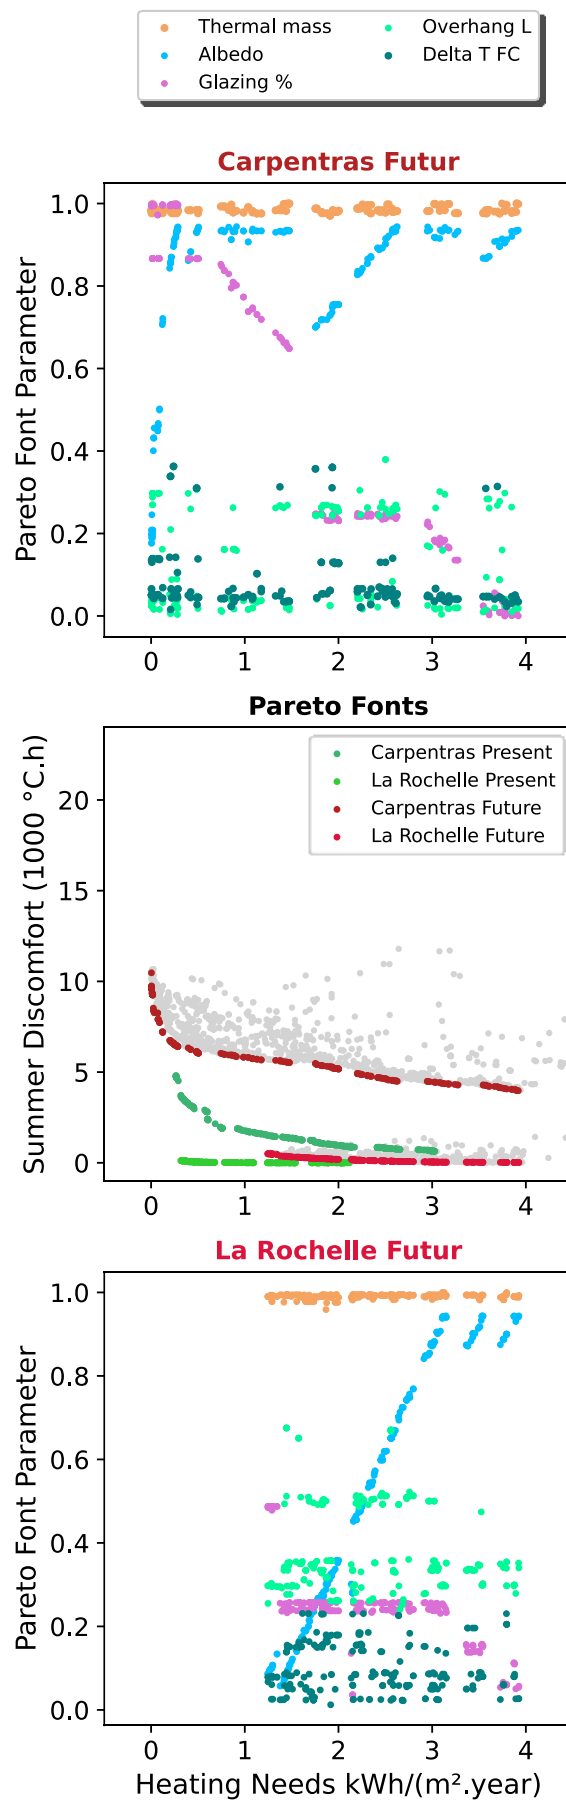 Thermal mass
Albedo
Glazing %
Overhang L
Delta T FC
Carpentras Futur
Pareto Font Parameter
1.0
0.8
0.6
0.4
0.2
0.0
0 1 2 3 4
Pareto Fonts
Summer Discomfort (1000 °C.h)
20
15
10
5
0
Carpentras Present
La Rochelle Present
Carpentras Future
La Rochelle Future
0 1 2 3 4
La Rochelle Futur
Pareto Font Parameter
1.0
0.8
0.6
0.4
0.2
0.0
0 1 2 3 4
Heating Needs kWh/(m².year)